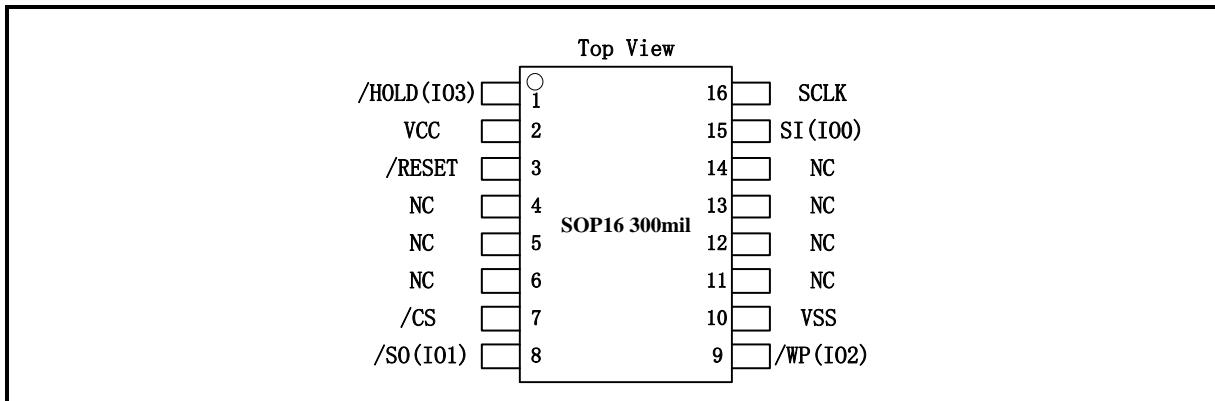 Top View
/HOLD(IO3) 1 16 SCLK
VCC 2 15 SI(IO0)
/RESET 3 14 NC
NC 4 13 NC
SOP16 300mil
NC 5 12 NC
NC 6 11 NC
/CS 7 10 VSS
/SO(IO1) 8 9 /WP(IO2)